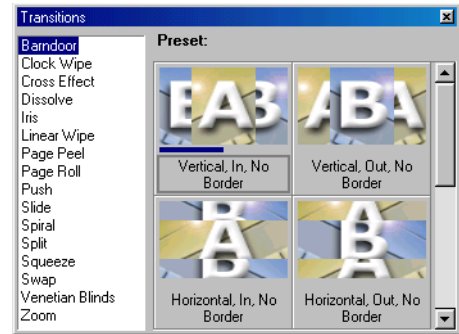 Transitions
Barndoor
Clock Wipe
Cross Effect
Dissolve
Iris
Linear Wipe
Page Peel
Page Roll
Push
Slide
Spiral
Split
Squeeze
Swap
Venetian Blinds
Zoom
Preset:
BAB
ABA
Vertical, In, No
Border
Vertical, Out, No
Border
B
A
B
A
B
A
Horizontal, In, No
Border
Horizontal, Out, No
Border